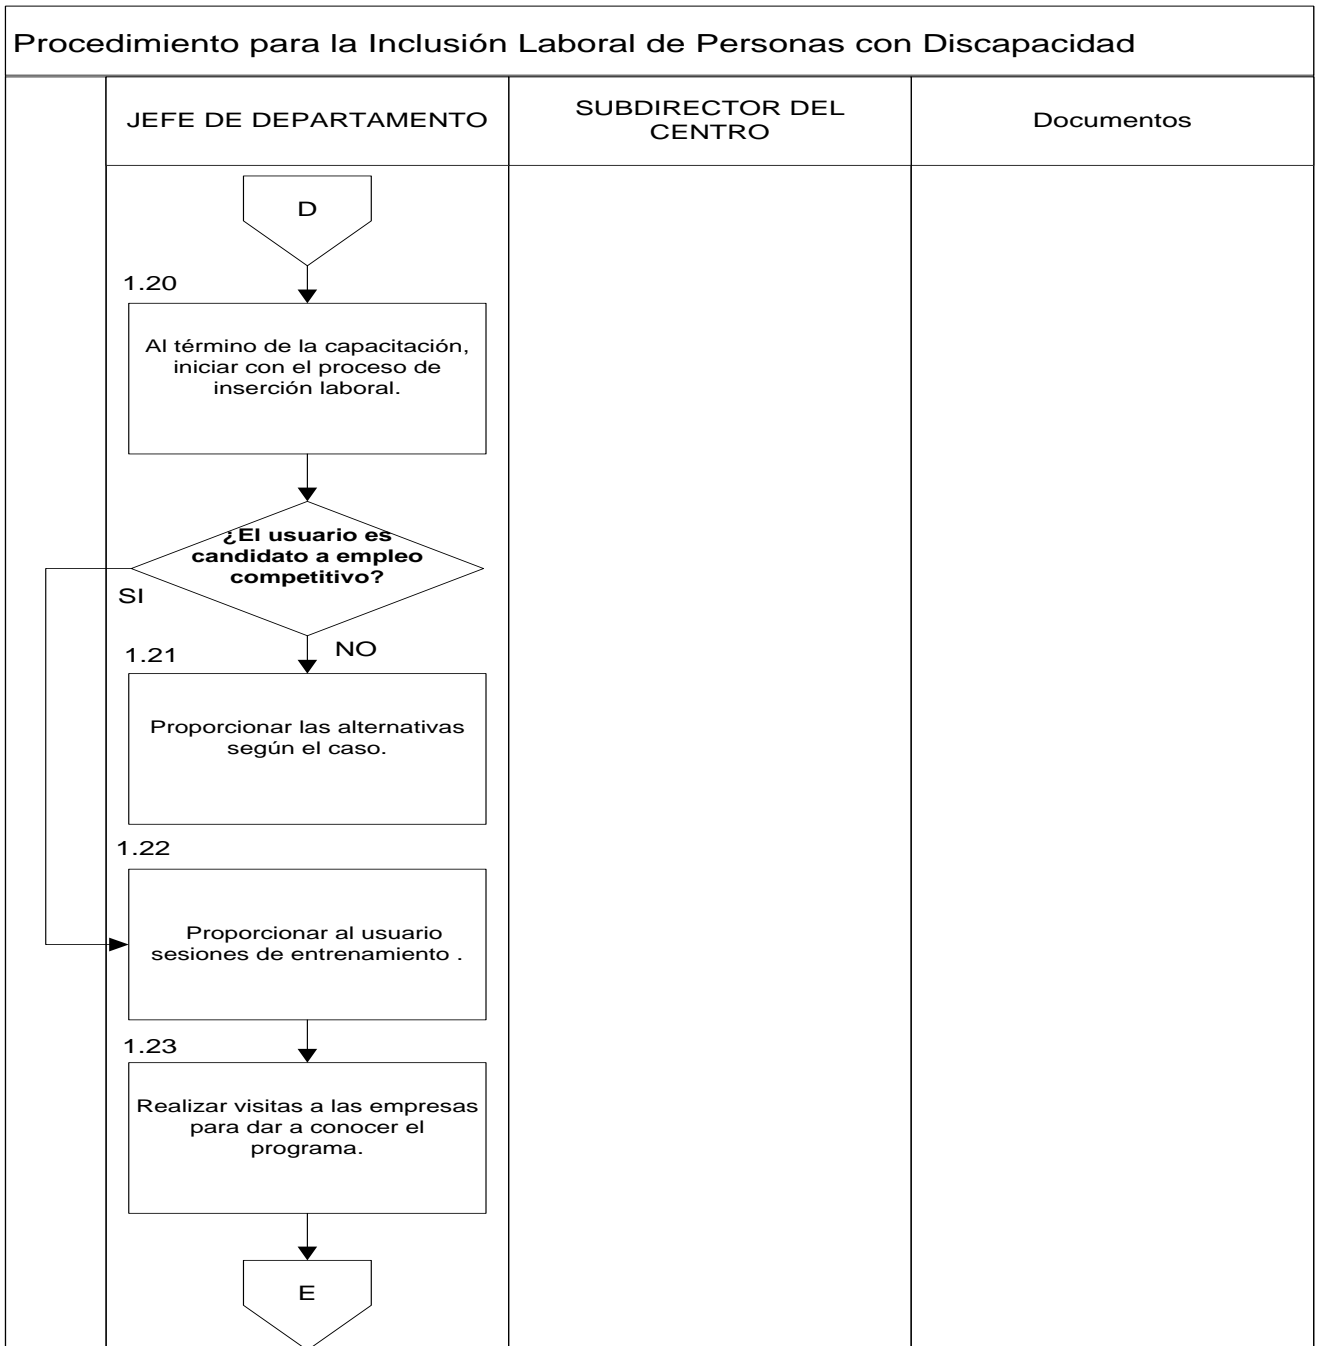 Procedimiento para la Inclusión Laboral de Personas con Discapacidad
JEFE DE DEPARTAMENTO
SUBDIRECTOR DEL
CENTRO
Documentos
D
1.20
Al término de la capacitación,
iniciar con el proceso de
inserción laboral.
¿El usuario es
candidato a empleo
competitivo?
SI
NO
1.21
Proporcionar las alternativas
según el caso.
1.22
Proporcionar al usuario
sesiones de entrenamiento .
1.23
Realizar visitas a las empresas
para dar a conocer el
programa.
E